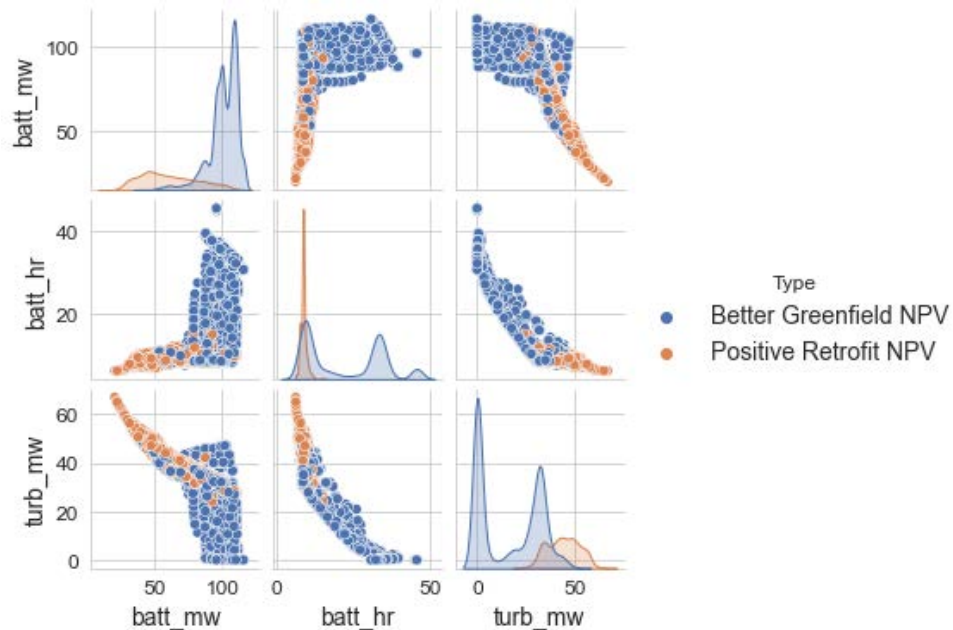 batt_mw
100
50
batt_hr
40
20
turb_mw
60
40
20
0
50 100
0 50
0 50
batt_mw
batt_hr
turb_mw
Type
Better Greenfield NPV
Positive Retrofit NPV